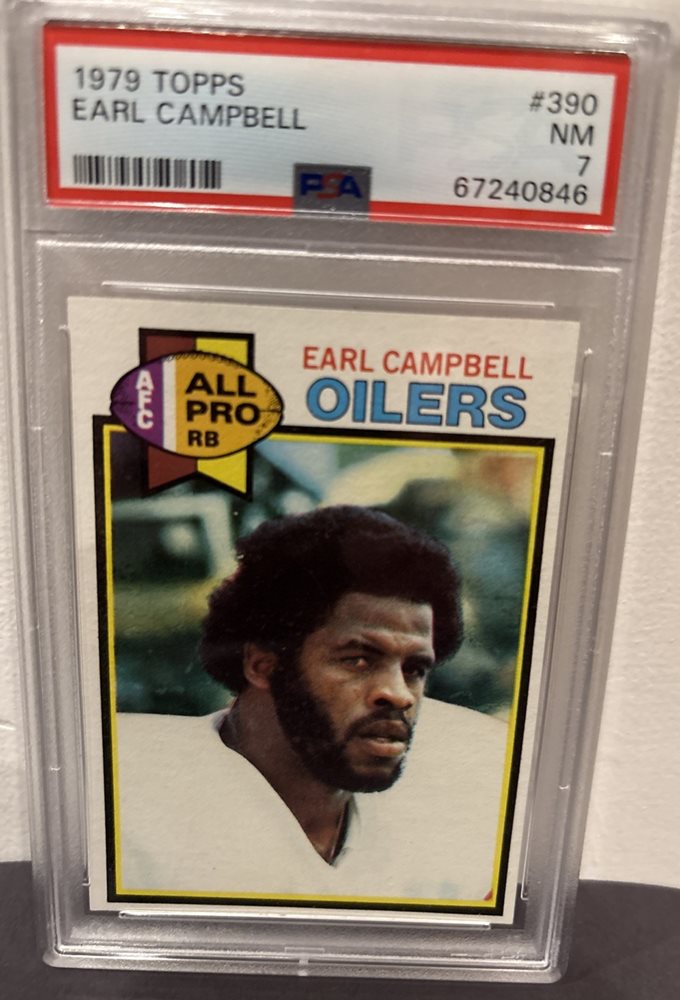 1979 TOPPS
EARL CAMPBELL
#390
NM
7
67240846
PSA
AFC
ALL
PRO
RB
EARL CAMPBELL
OILERS